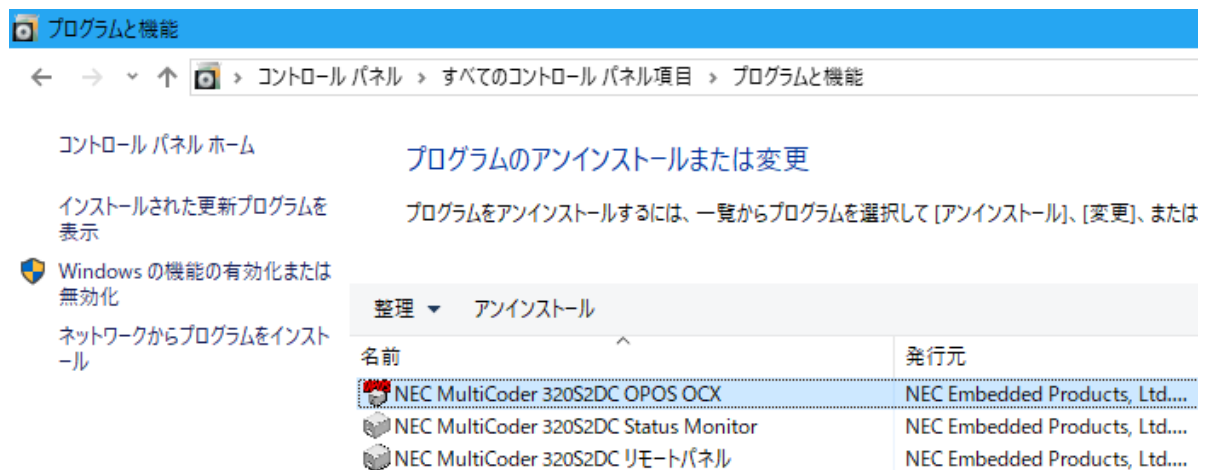 プログラムと機能
コントロール パネル › すべてのコントロール パネル項目 › プログラムと機能
コントロール パネル ホーム
インストールされた更新プログラムを
表示
Windows の機能の有効化または
無効化
ネットワークからプログラムをインスト
ール
プログラムのアンインストールまたは変更
プログラムをアンインストールするには、一覧からプログラムを選択して [アンインストール]、[変更]、または
整理 アンインストール
名前 発行元
NEC MultiCoder 320S2DC OPOS OCX NEC Embedded Products, Ltd....
NEC MultiCoder 320S2DC Status Monitor NEC Embedded Products, Ltd....
NEC MultiCoder 320S2DC リモートパネル NEC Embedded Products, Ltd....